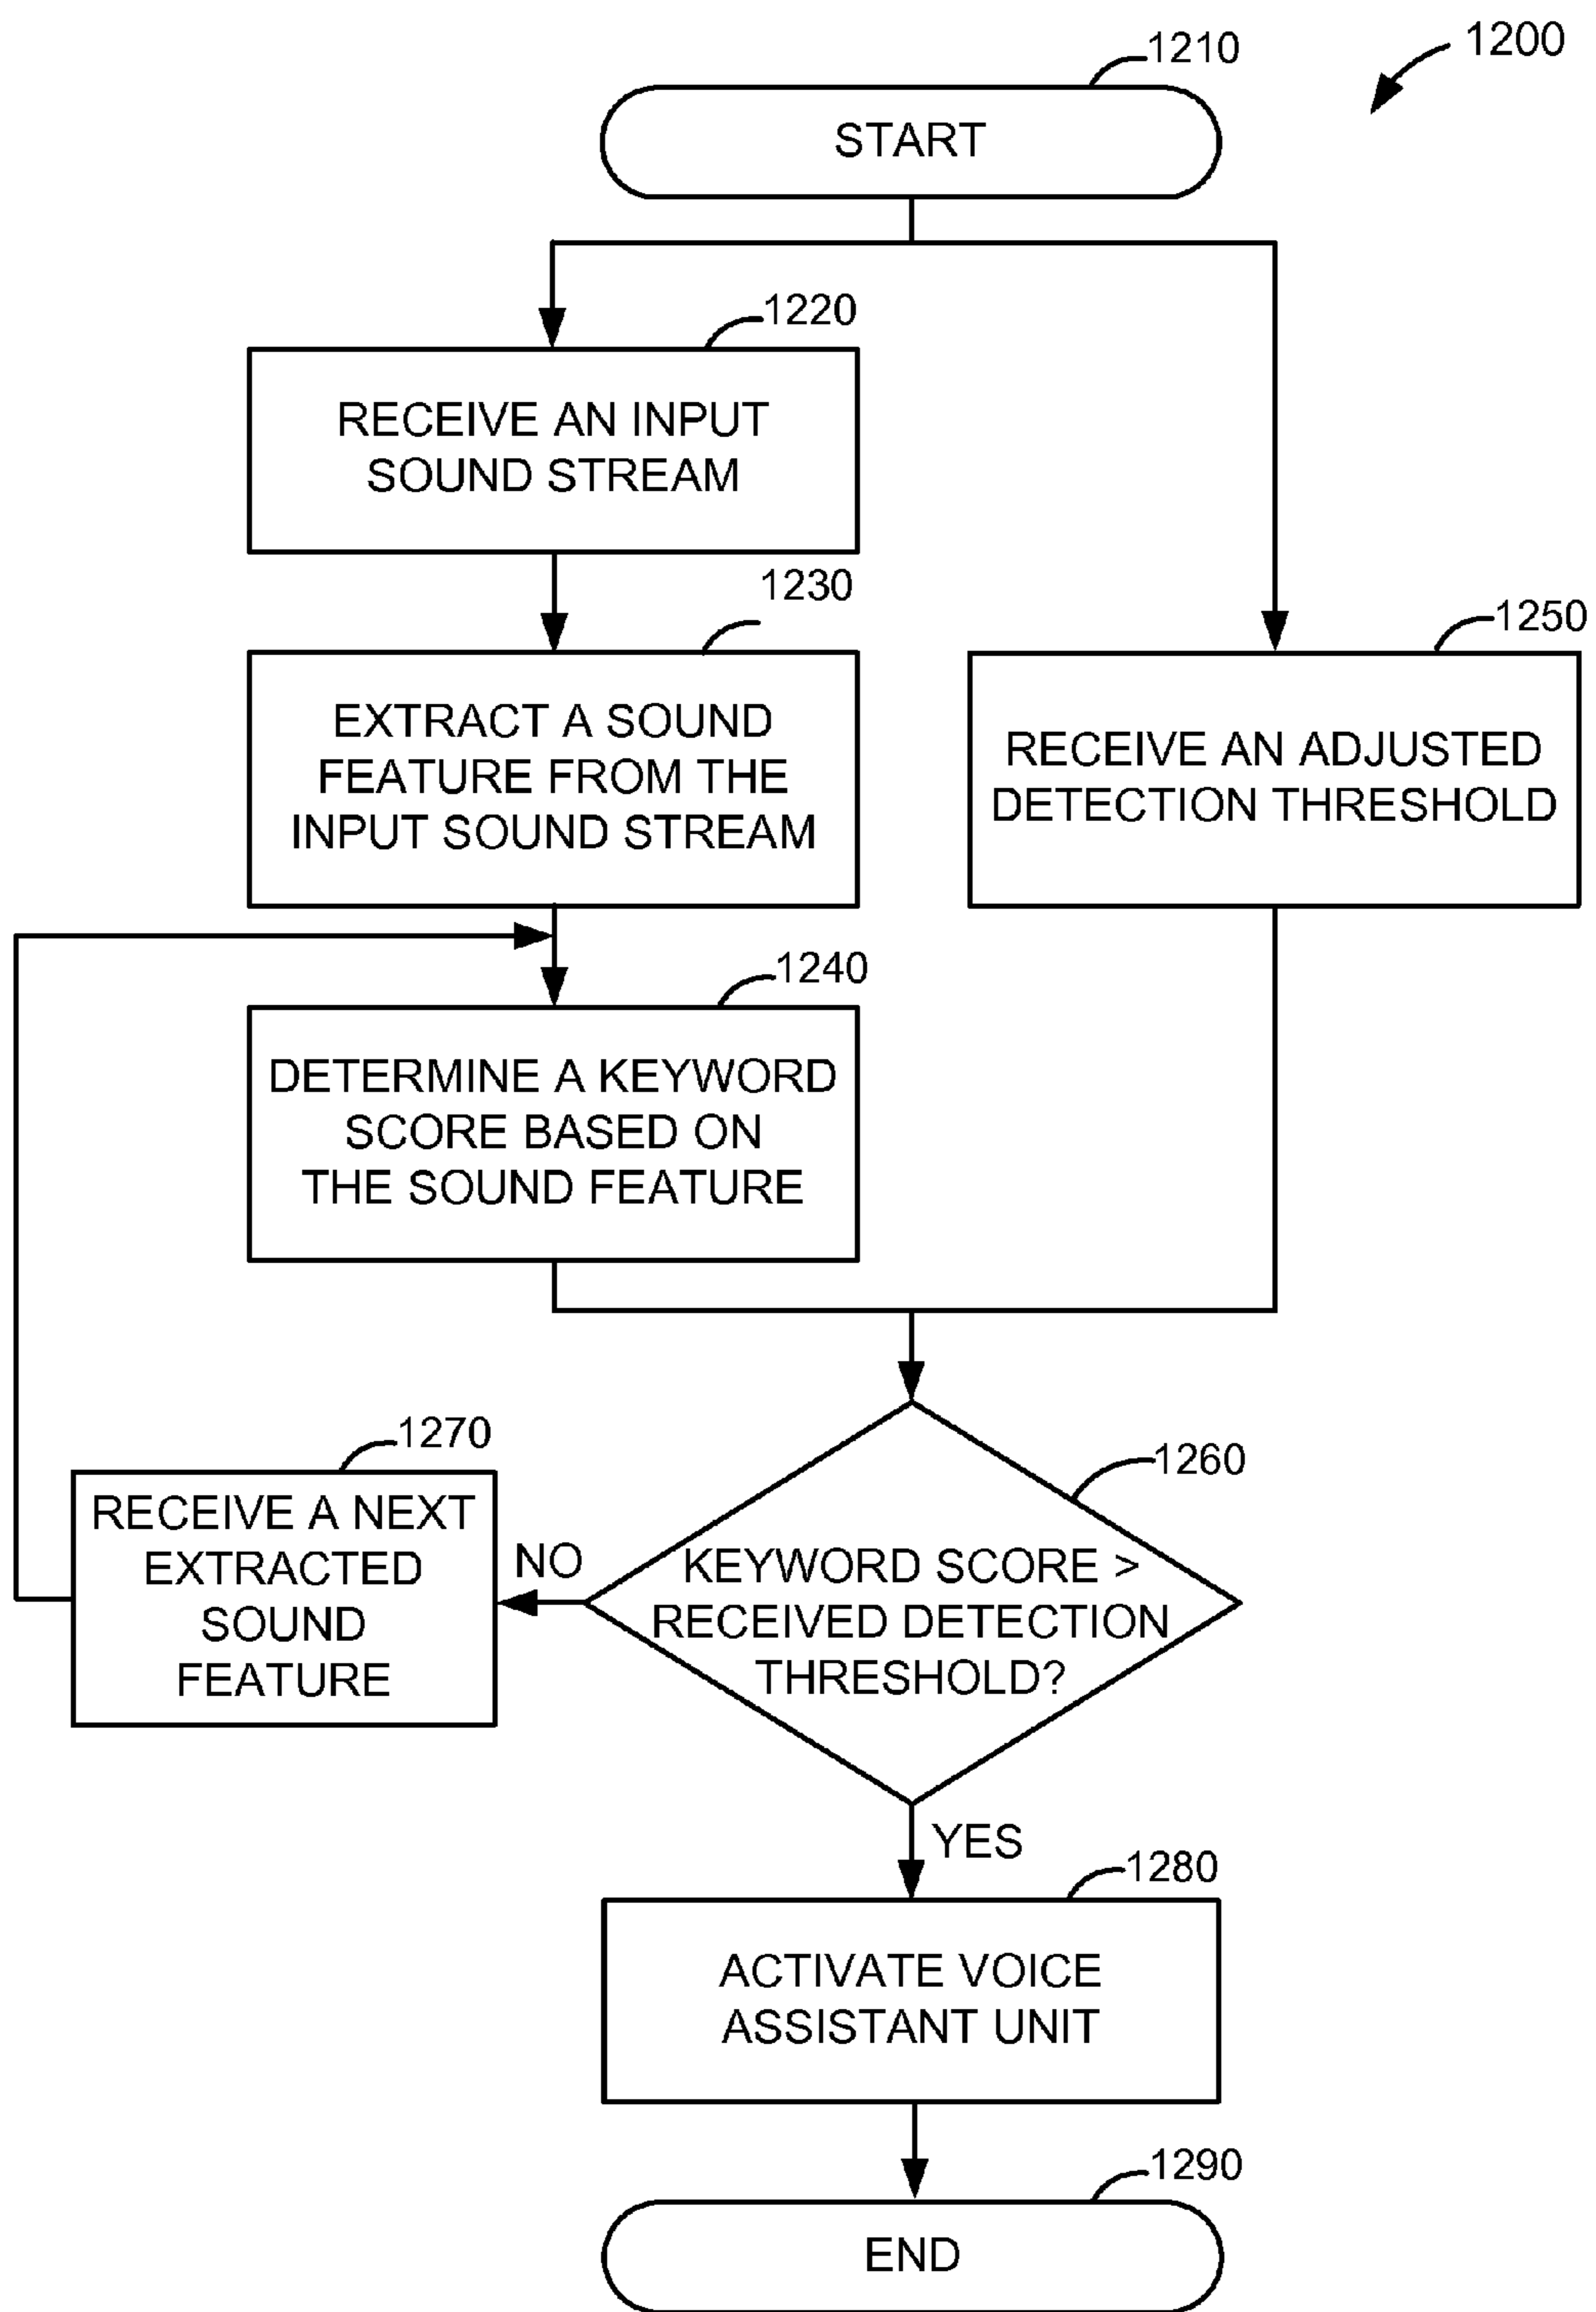 1200
1210
START
1220
RECEIVE AN INPUT
SOUND STREAM
1230
EXTRACT A SOUND
FEATURE FROM THE
INPUT SOUND STREAM
1250
RECEIVE AN ADJUSTED
DETECTION THRESHOLD
1240
DETERMINE A KEYWORD
SCORE BASED ON
THE SOUND FEATURE
1260
KEYWORD SCORE >
RECEIVED DETECTION
THRESHOLD?
NO
1270
RECEIVE A NEXT
EXTRACTED
SOUND
FEATURE
YES
1280
ACTIVATE VOICE
ASSISTANT UNIT
1290
END